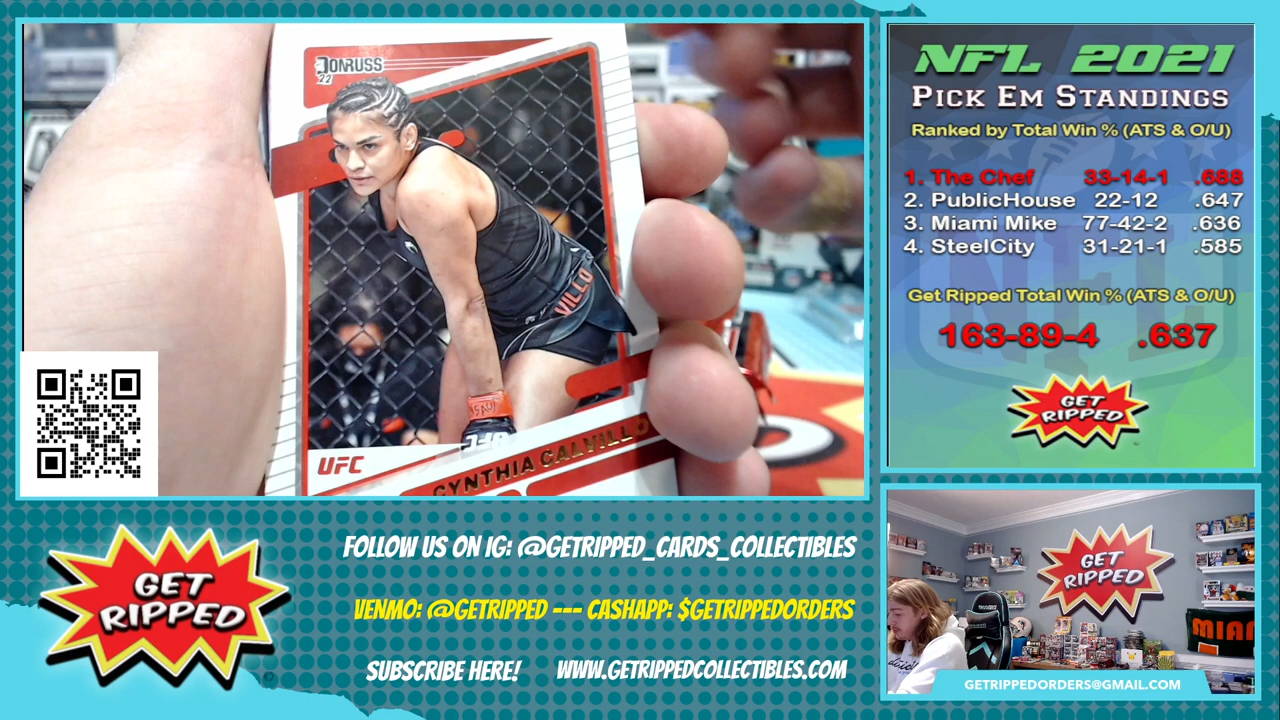 DONRUSS
22
VILLO
UFC
CYNTHIA CALVILLO
NFL 2021
PICK EM STANDINGS
Ranked by Total Win % (ATS & O/U)
1. The Chef 33-14-1 .688
2. PublicHouse 22-12 .647
3. Miami Mike 77-42-2 .636
4. SteelCity 31-21-1 .585
Get Ripped Total Win % (ATS & O/U)
163-89-4 .637
GET
RIPPED
GET
RIPPED
MIAM
GETRIPPEDORDERS@GMAIL.COM
GET
RIPPED
FOLLOW US ON IG: @GETRIPPED_CARDS_COLLECTIBLES
VENMO: @GETRIPPED --- CASHAPP: $GETRIPPEDORDERS
SUBSCRIBE HERE! WWW.GETRIPPEDCOLLECTIBLES.COM